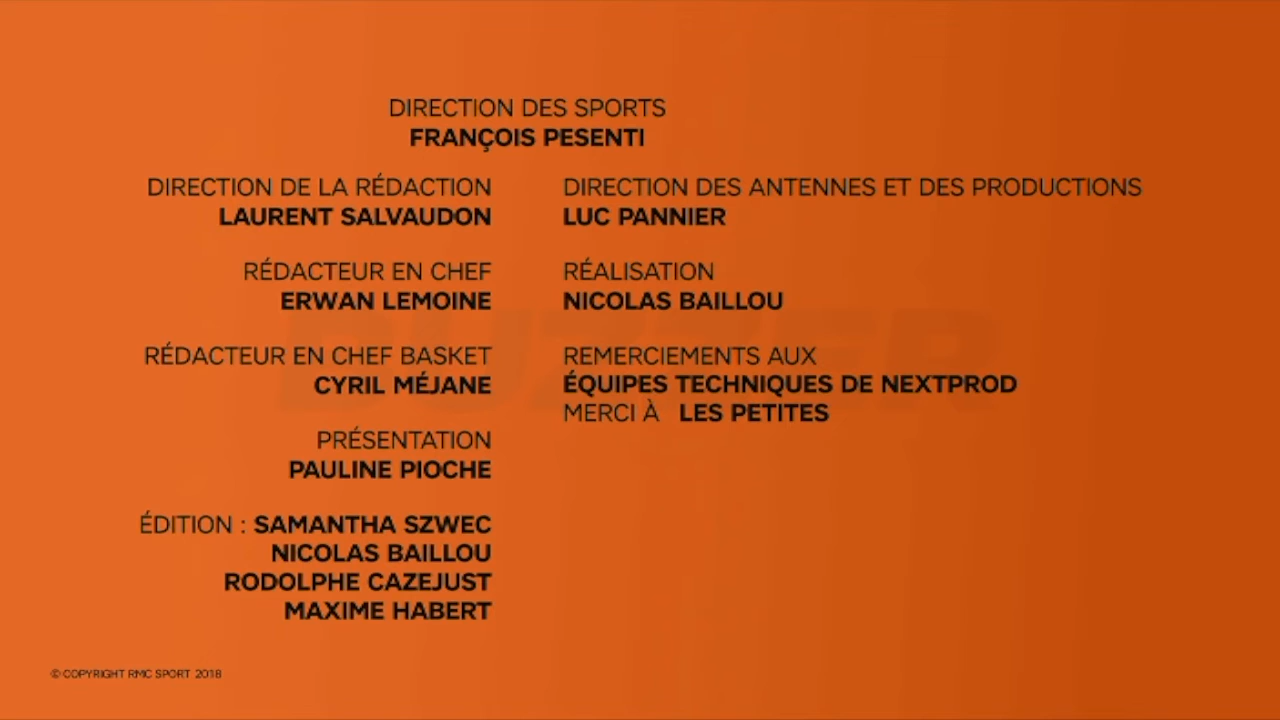 DIRECTION DES SPORTS
FRANÇOIS PESENTI
DIRECTION DE LA RÉDACTION
LAURENT SALVAUDON
RÉDACTEUR EN CHEF
ERWAN LEMOINE
RÉDACTEUR EN CHEF BASKET
CYRIL MÉJANE
PRÉSENTATION
PAULINE PIOCHE
ÉDITION : SAMANTHA SZWEC
NICOLAS BAILLOU
RODOLPHE CAZEJUST
MAXIME HABERT
DIRECTION DES ANTENNES ET DES PRODUCTIONS
LUC PANNIER
RÉALISATION
NICOLAS BAILLOU
REMERCIEMENTS AUX
ÉQUIPES TECHNIQUES DE NEXTPROD
MERCI À LES PETITES
BUZZER
© COPYRIGHT RMC SPORT 2018